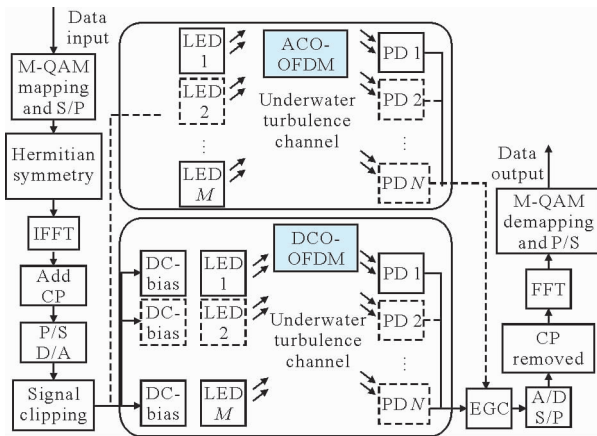 Data
input
M-QAM
mapping
and S/P
Hermitian
symmetry
IFFT
Add
CP
P/S
D/A
Signal
clipping
LED
1
LED
2
⋮
LED
M
ACO-
OFDM
Underwater
turbulence
channel
PD 1
PD 2
⋮
PD N
DC-
bias
DC-
bias
DC-
bias
LED
1
LED
2
⋮
LED
M
DCO-
OFDM
Underwater
turbulence
channel
PD 1
PD 2
⋮
PD N
EGC
A/D
S/P
CP
removed
FFT
M-QAM
demapping
and P/S
Data
output